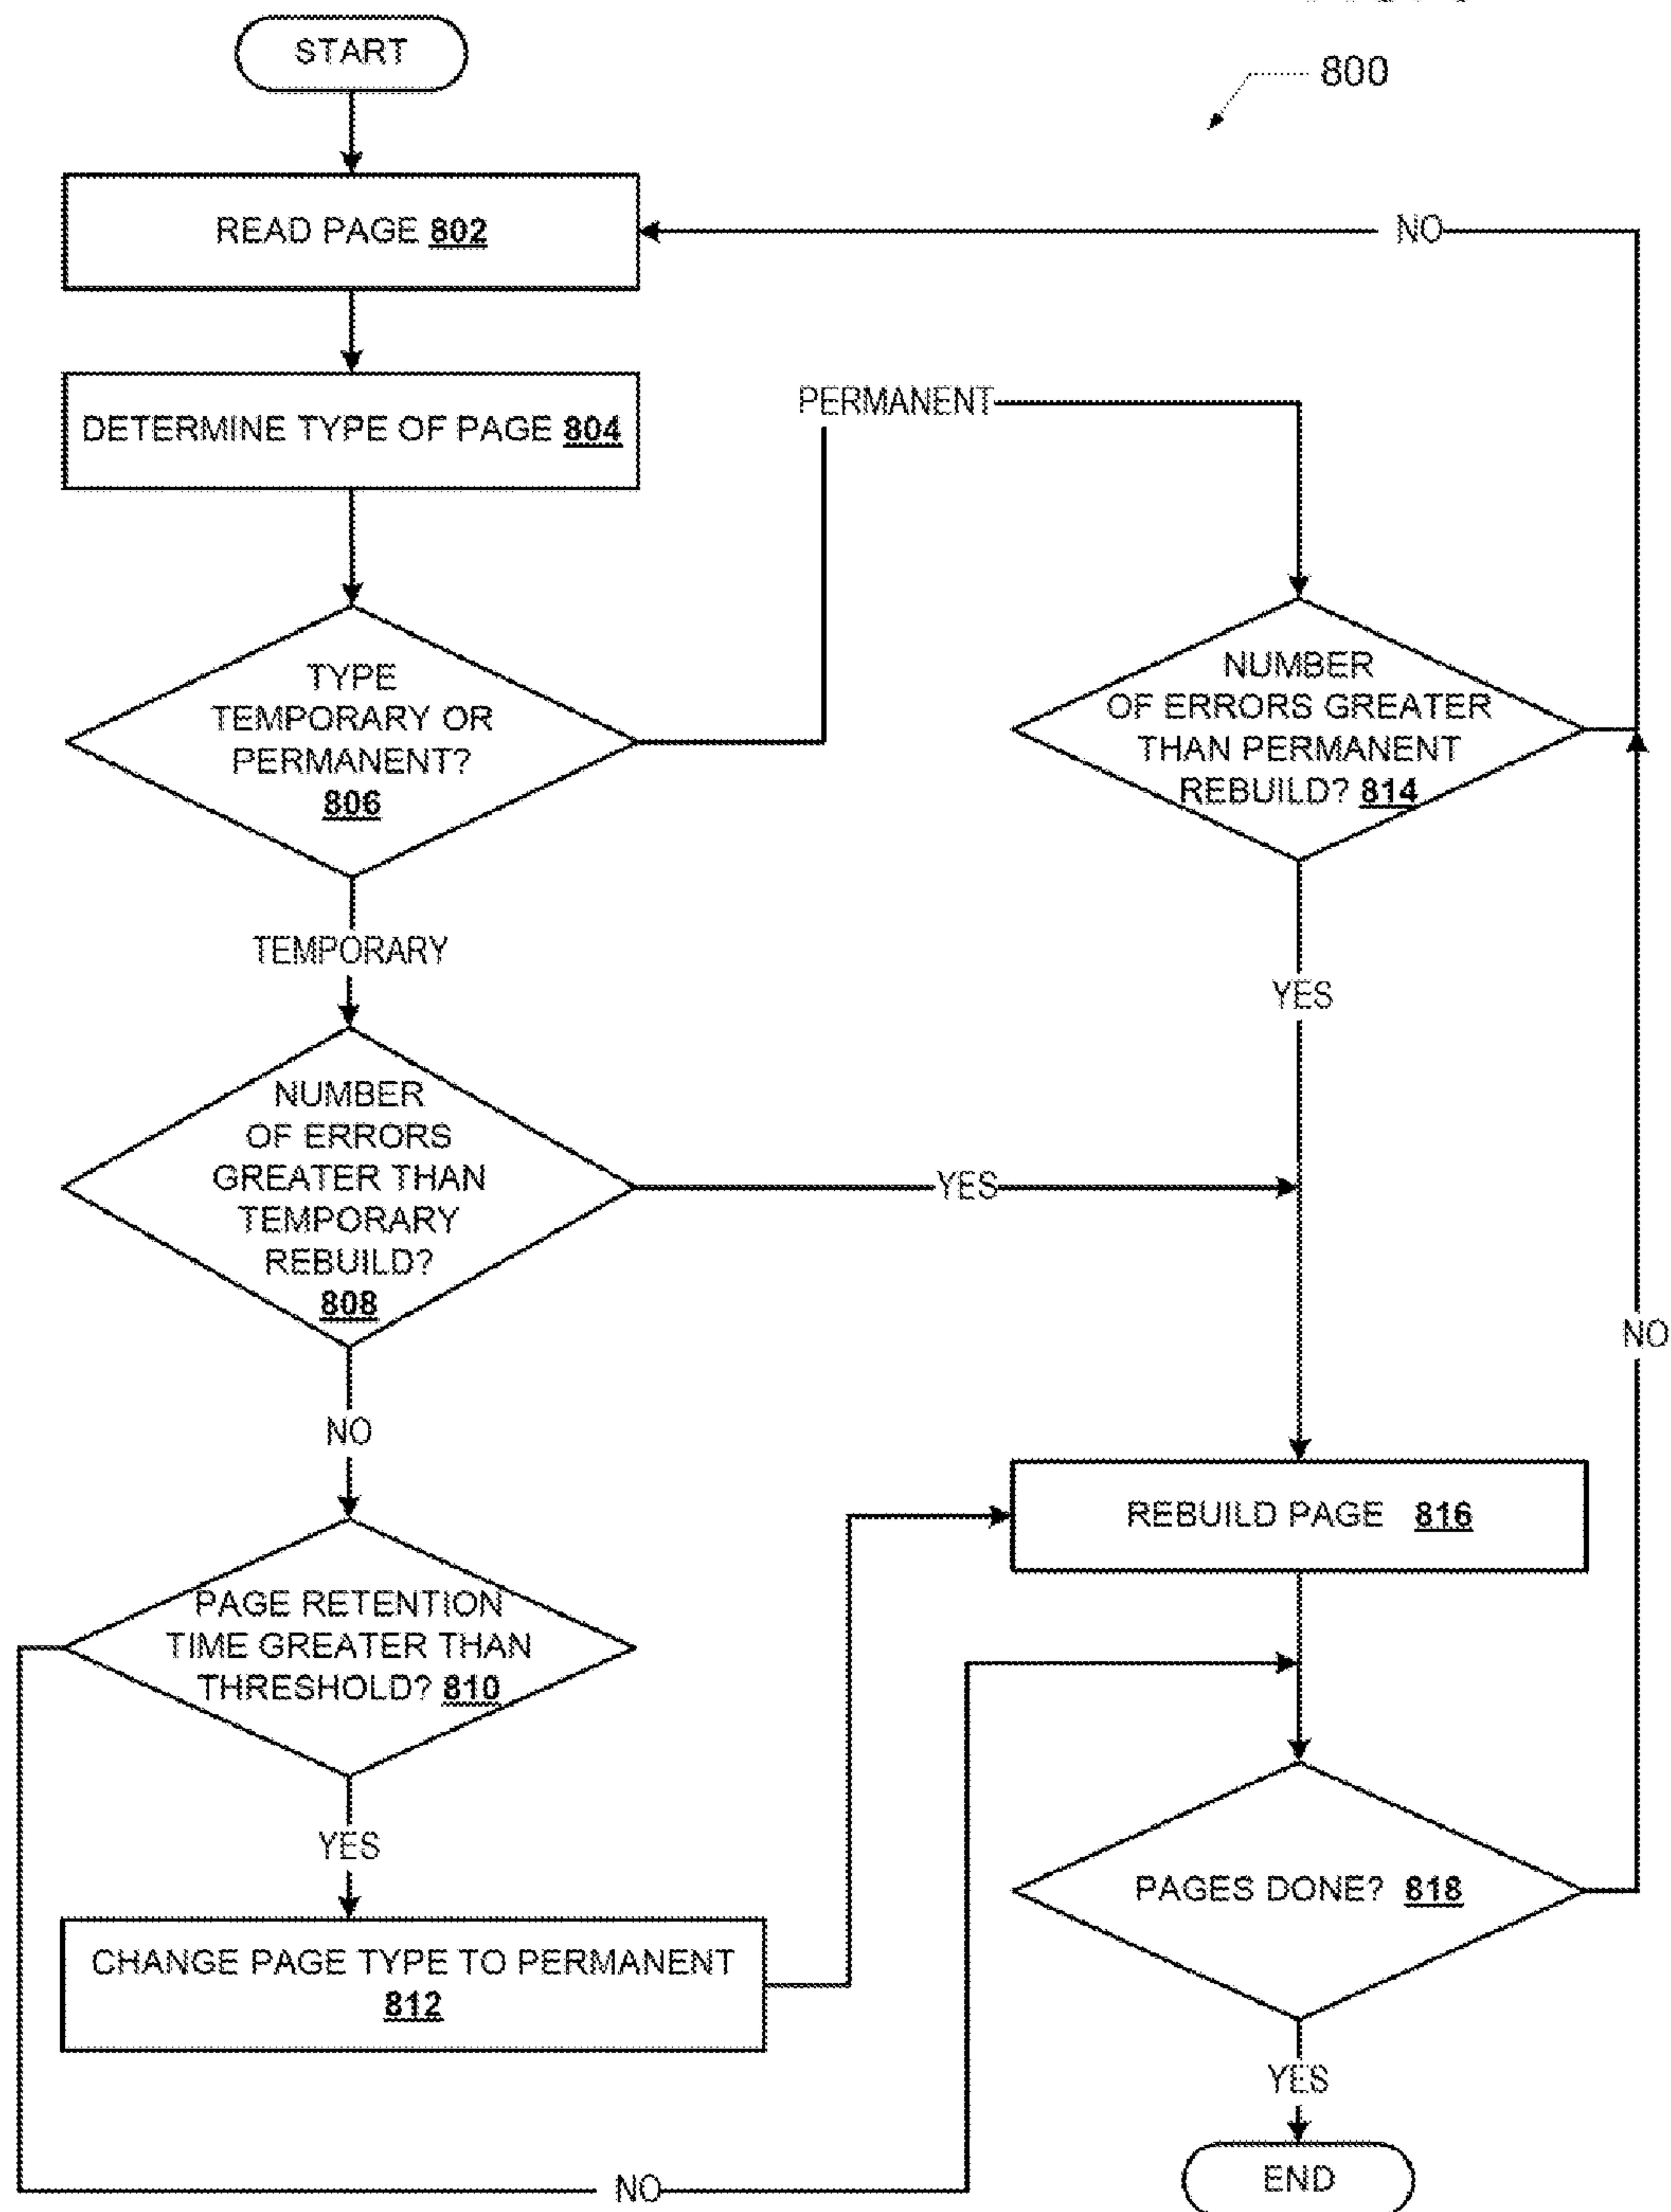 START
800
READ PAGE 802
NO
DETERMINE TYPE OF PAGE 804
PERMANENT
TYPE
TEMPORARY OR
PERMANENT?
806
NUMBER
OF ERRORS GREATER
THAN PERMANENT
REBUILD? 814
TEMPORARY
YES
NUMBER
OF ERRORS
GREATER THAN
TEMPORARY
REBUILD?
808
YES
NO
NO
REBUILD PAGE 816
PAGE RETENTION
TIME GREATER THAN
THRESHOLD? 810
YES
PAGES DONE? 818
CHANGE PAGE TYPE TO PERMANENT
812
YES
END
NO